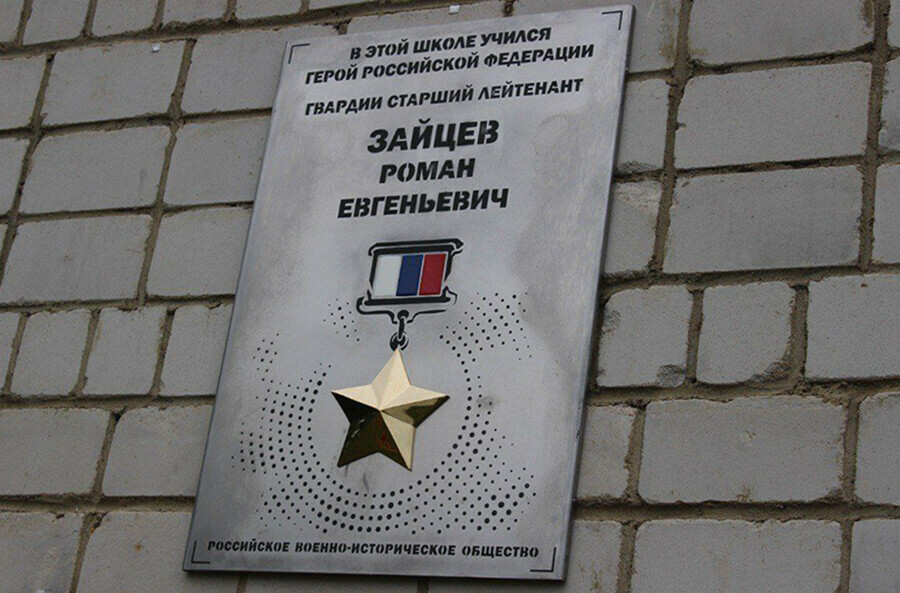 В ЭТОЙ ШКОЛЕ УЧИЛСЯ
ГЕРОЙ РОССИЙСКОЙ ФЕДЕРАЦИИ
ГВАРДИИ СТАРШИЙ ЛЕЙТЕНАНТ
ЗАЙЦЕВ
РОМАН
ЕВГЕНЬЕВИЧ
РОССИЙСКОЕ ВОЕННО-ИСТОРИЧЕСКОЕ ОБЩЕСТВО